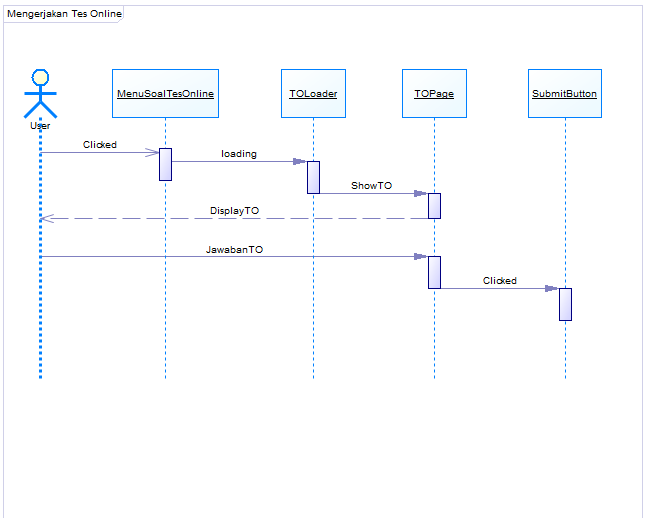 Mengerjakan Tes Online
User
MenuSoalTesOnline
TOLoader
TOPage
SubmitButton
Clicked
loading
ShowTO
DisplayTO
JawabanTO
Clicked